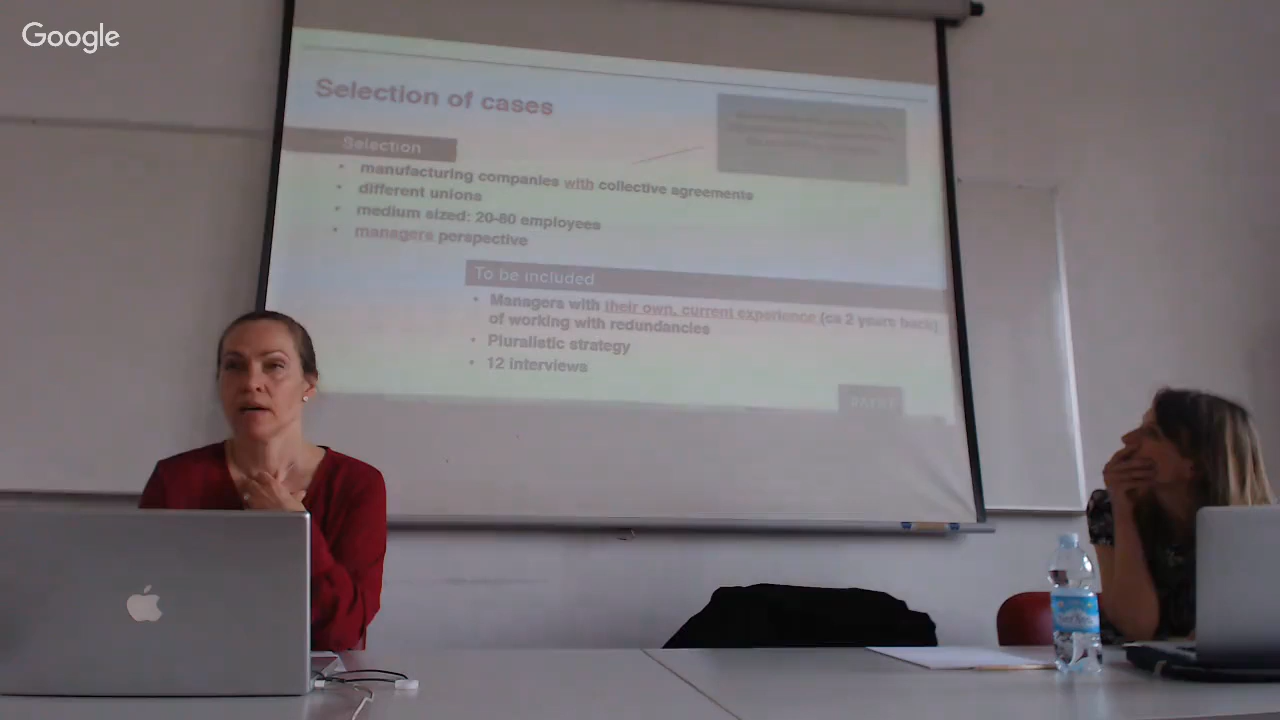 Google
Selection of cases
Selection
• manufacturing companies with collective agreements
• different unions
• medium sized: 20-80 employees
• managers perspective
To be included
• Managers with their own, current experience (ca 2 years back)
of working with redundancies
• Pluralistic strategy
• 12 interviews